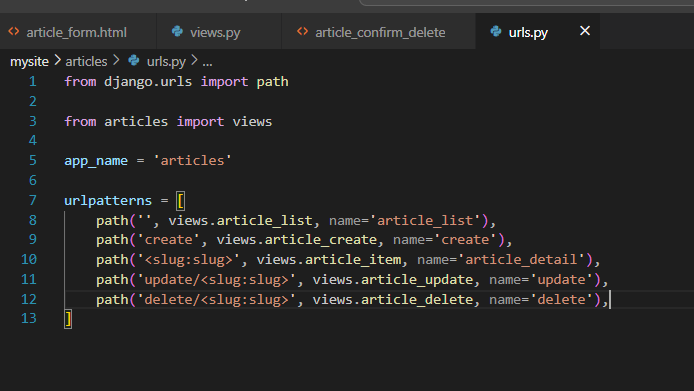 article_form.html views.py article_confirm_delete urls.py
mysite > articles > urls.py > ...
1 from django.urls import path
2
3 from articles import views
4
5 app_name = 'articles'
6
7 urlpatterns = [
8     path('', views.article_list, name='article_list'),
9     path('create', views.article_create, name='create'),
10     path('<slug:slug>', views.article_item, name='article_detail'),
11     path('update/<slug:slug>', views.article_update, name='update'),
12     path('delete/<slug:slug>', views.article_delete, name='delete'),
13 ]